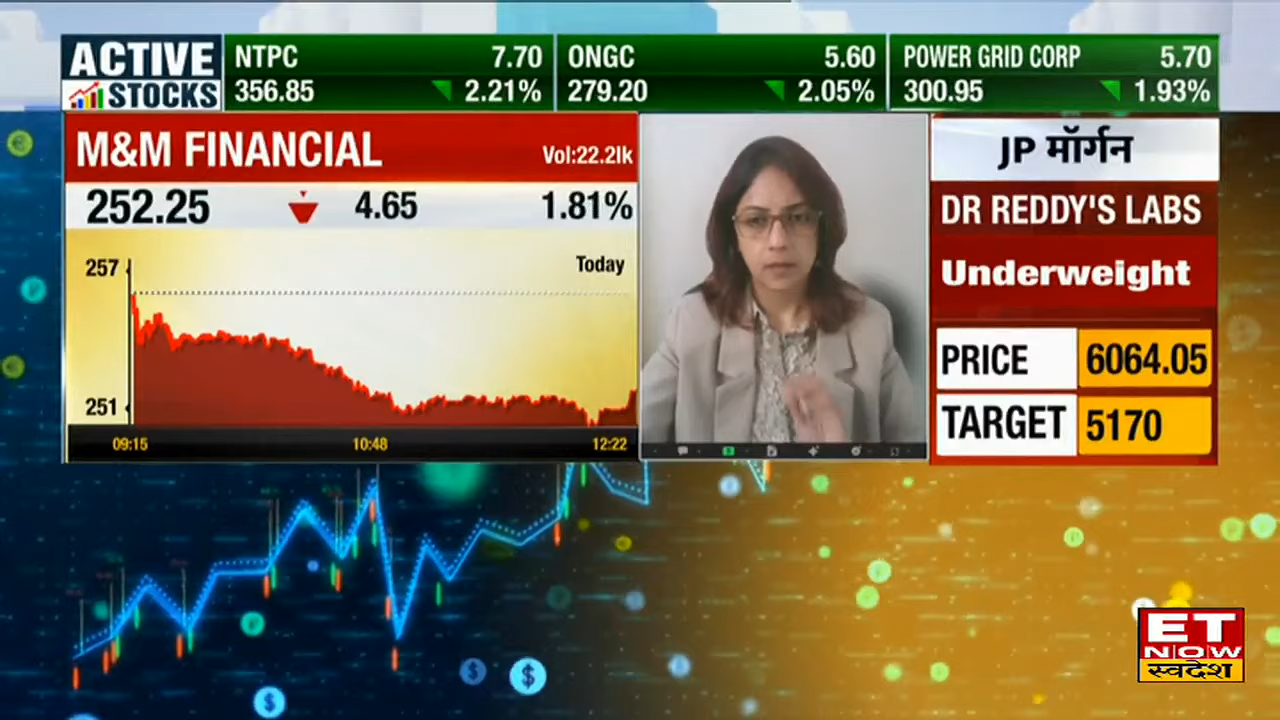 ACTIVE
STOCKS
NTPC 7.70
356.85 2.21%
ONGC 5.60
279.20 2.05%
POWER GRID CORP 5.70
300.95 1.93%
M&M FINANCIAL Vol:22.2lk
252.25 4.65 1.81%
Today
257
251
09:15 10:48 12:22
JP मॉर्गन
DR REDDY'S LABS
Underweight
PRICE 6064.05
TARGET 5170
ET
NOW
स्वदेश